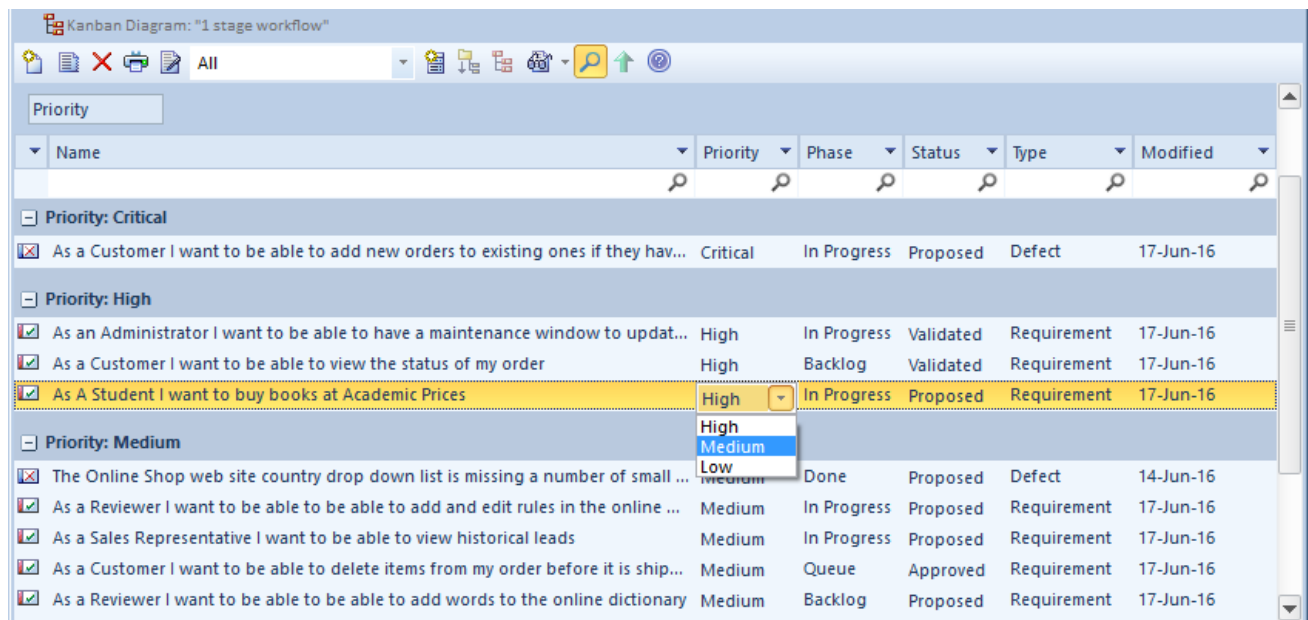 Kanban Diagram: "1 stage workflow"
All
Priority
Name Priority Phase Status Type Modified
Priority: Critical
As a Customer I want to be able to add new orders to existing ones if they hav... Critical In Progress Proposed Defect 17-Jun-16
Priority: High
As an Administrator I want to be able to have a maintenance window to updat... High In Progress Validated Requirement 17-Jun-16
As a Customer I want to be able to view the status of my order High Backlog Validated Requirement 17-Jun-16
As A Student I want to buy books at Academic Prices High In Progress Proposed Requirement 17-Jun-16
High
Medium
Low
Priority: Medium
The Online Shop web site country drop down list is missing a number of small ... Medium Done Proposed Defect 14-Jun-16
As a Reviewer I want to be able to be able to add and edit rules in the online ... Medium In Progress Proposed Requirement 17-Jun-16
As a Sales Representative I want to be able to view historical leads Medium In Progress Proposed Requirement 17-Jun-16
As a Customer I want to be able to delete items from my order before it is ship... Medium Queue Approved Requirement 17-Jun-16
As a Reviewer I want to be able to be able to add words to the online dictionary Medium Backlog Proposed Requirement 17-Jun-16